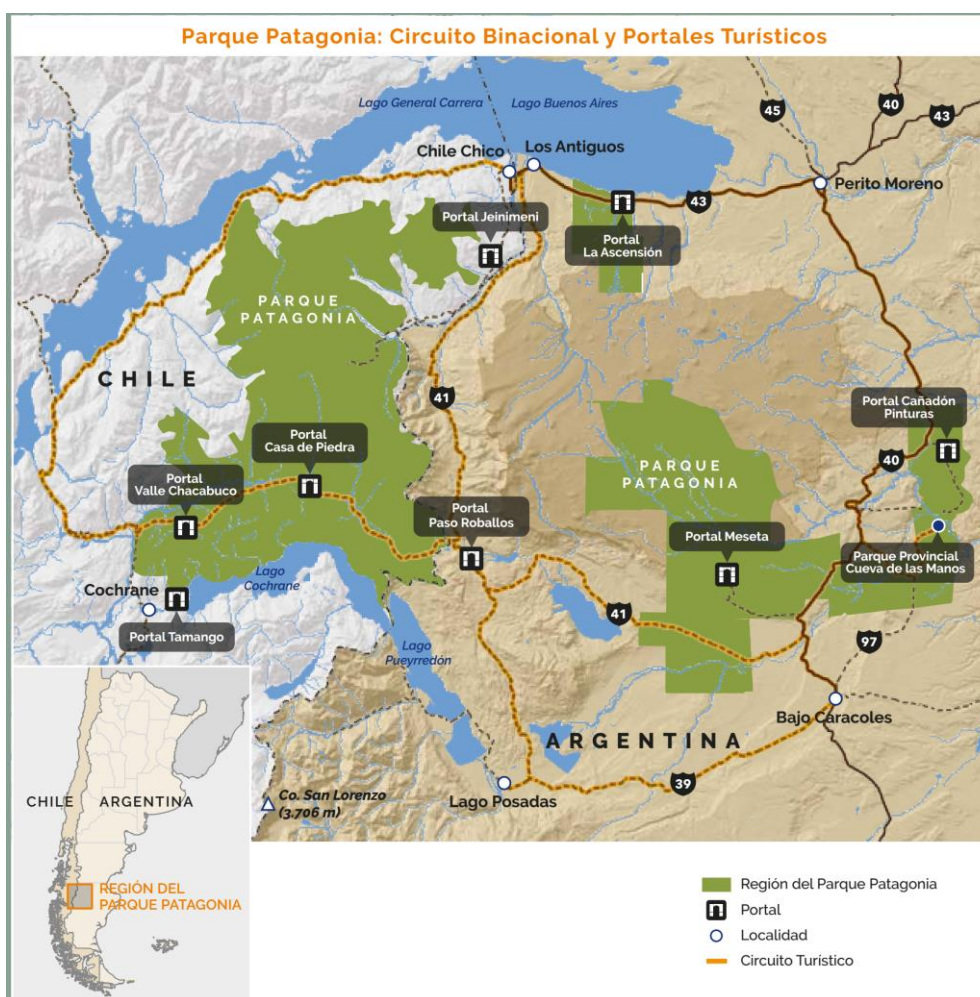 Parque Patagonia: Circuito Binacional y Portales Turísticos
Lago General Carrera
Lago Buenos Aires
45
40
43
Chile Chico
Los Antiguos
Perito Moreno
43
Portal Jeinimeni
Portal
La Ascensión
PARQUE
PATAGONIA
CHILE
41
Portal Cañadón
Pinturas
Portal
Casa de Piedra
40
Portal
Valle Chacabuco
PARQUE
PATAGONIA
Portal
Paso Roballos
Portal Meseta
Parque Provincial
Cueva de las Manos
Lago
Cochrane
Cochrane
41
Portal Tamango
97
Lago
Pueyrredón
Bajo Caracoles
ARGENTINA
39
Lago Posadas
Co. San Lorenzo
(3.706 m)
CHILE
ARGENTINA
REGIÓN DEL
PARQUE PATAGONIA
Región del Parque Patagonia
Portal
Localidad
Circuito Turístico